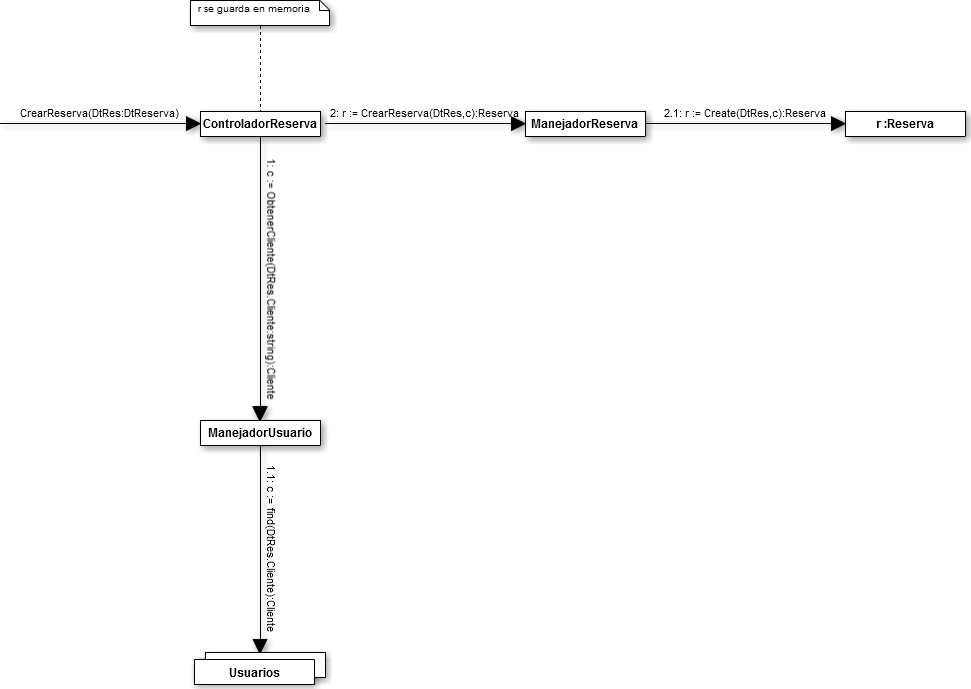 r se guarda en memoria
CrearReserva(DtRes:DtReserva)
ControladorReserva
2: r := CrearReserva(DtRes,c):Reserva
ManejadorReserva
2.1: r := Create(DtRes,c):Reserva
r :Reserva
1: c := ObtenerCliente(DtRes.Cliente:string):Cliente
ManejadorUsuario
1.1: c := find(DtRes.Cliente):Cliente
Usuarios